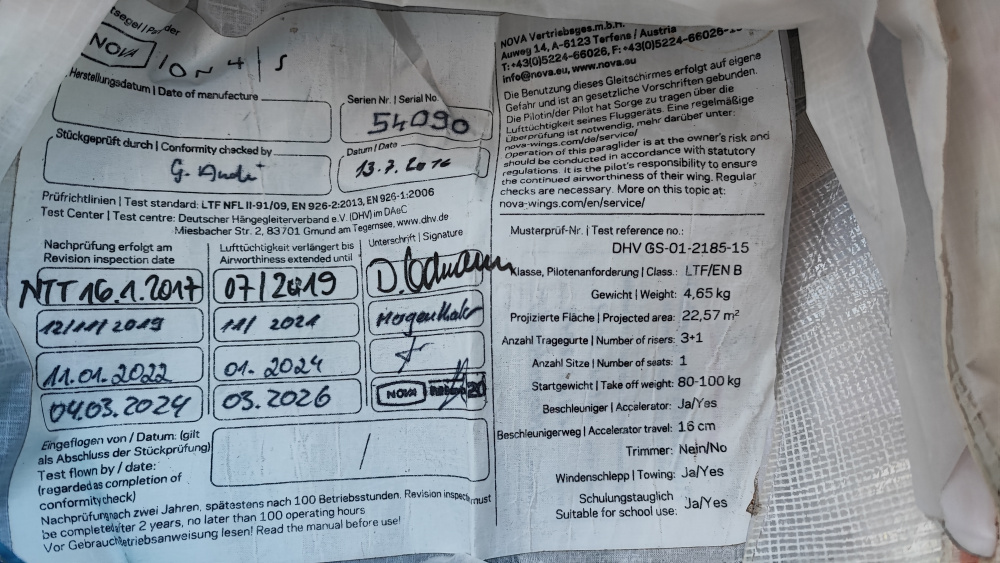 NOVA
ION 4 | S
Herstellungsdatum | Date of manufacture
Serien Nr. | Serial No.
54090
Stückgeprüft durch | Conformity checked by
G.
Datum / Date
13.7.2016
Prüfrichtlinien | Test standard: LTF NFL II-91/09, EN 926-2:2013, EN 926-1:2006
Test Center | Test centre: Deutscher Hängegleiterverband e.V. (DHV) im DAeC
Miesbacher Str. 2, 83701 Gmund am Tegernsee, www.dhv.de
Nachprüfung erfolgt am
Revision inspection date
Lufttüchtigkeit verlängert bis
Airworthiness extended until
Unterschrift | Signature
NTT 16.1.2017
07/2019
12/11/2019
11/2021
11.01.2022
01.2024
04.03.2024
03.2026
NOVA
Eingeflogen von / Datum: (gilt
als Abschluss der Stückprüfung)
Test flown by / date:
(regarded as completion of
conformity check)
/
Nachprüfung nach zwei Jahren, spätestens nach 100 Betriebsstunden. Revision must
be completed after 2 years, no later than 100 operating hours
Vor Gebrauch lesen! Read the manual before use!
NOVA Vertriebsges.m.b.H.
Auweg 14, A-6123 Terfens / Austria
T: +43(0)5224-66026, F: +43(0)5224-66026-
info@nova.eu, www.nova.eu
Die Benutzung dieses Gleitschirmes erfolgt auf eigene
Gefahr und ist an gesetzliche Vorschriften gebunden.
Die Pilotin/der Pilot hat Sorge zu tragen über die
Luftüchtigkeit seines Fluggeräts. Eine regelmäßige
Überprüfung ist notwendig, mehr darüber unter:
nova-wings.com/de/service/
Operation of this paraglider is at the owner's risk and
should be conducted in accordance with statutory
regulations. It is the pilot's responsibility to ensure
the continued airworthiness of their wing. Regular
checks are necessary. More on this topic at:
nova-wings.com/en/service/
Musterprüf-Nr. | Test reference no.:
DHV GS-01-2185-15
Klasse, Pilotenanforderung | Class.: LTF/EN B
Gewicht | Weight: 4,65 kg
Projizierte Fläche | Projected area: 22,57 m²
Anzahl Tragegurte | Number of risers: 3+1
Anzahl Sitze | Number of seats: 1
Startgewicht | Take off weight: 80-100 kg
Beschleuniger | Accelerator: Ja/Yes
Beschleunigerweg | Accelerator travel: 16 cm
Trimmer: Nein/No
Windenschlepp | Towing: Ja/Yes
Schulungstauglich
Suitable for school use: Ja/Yes